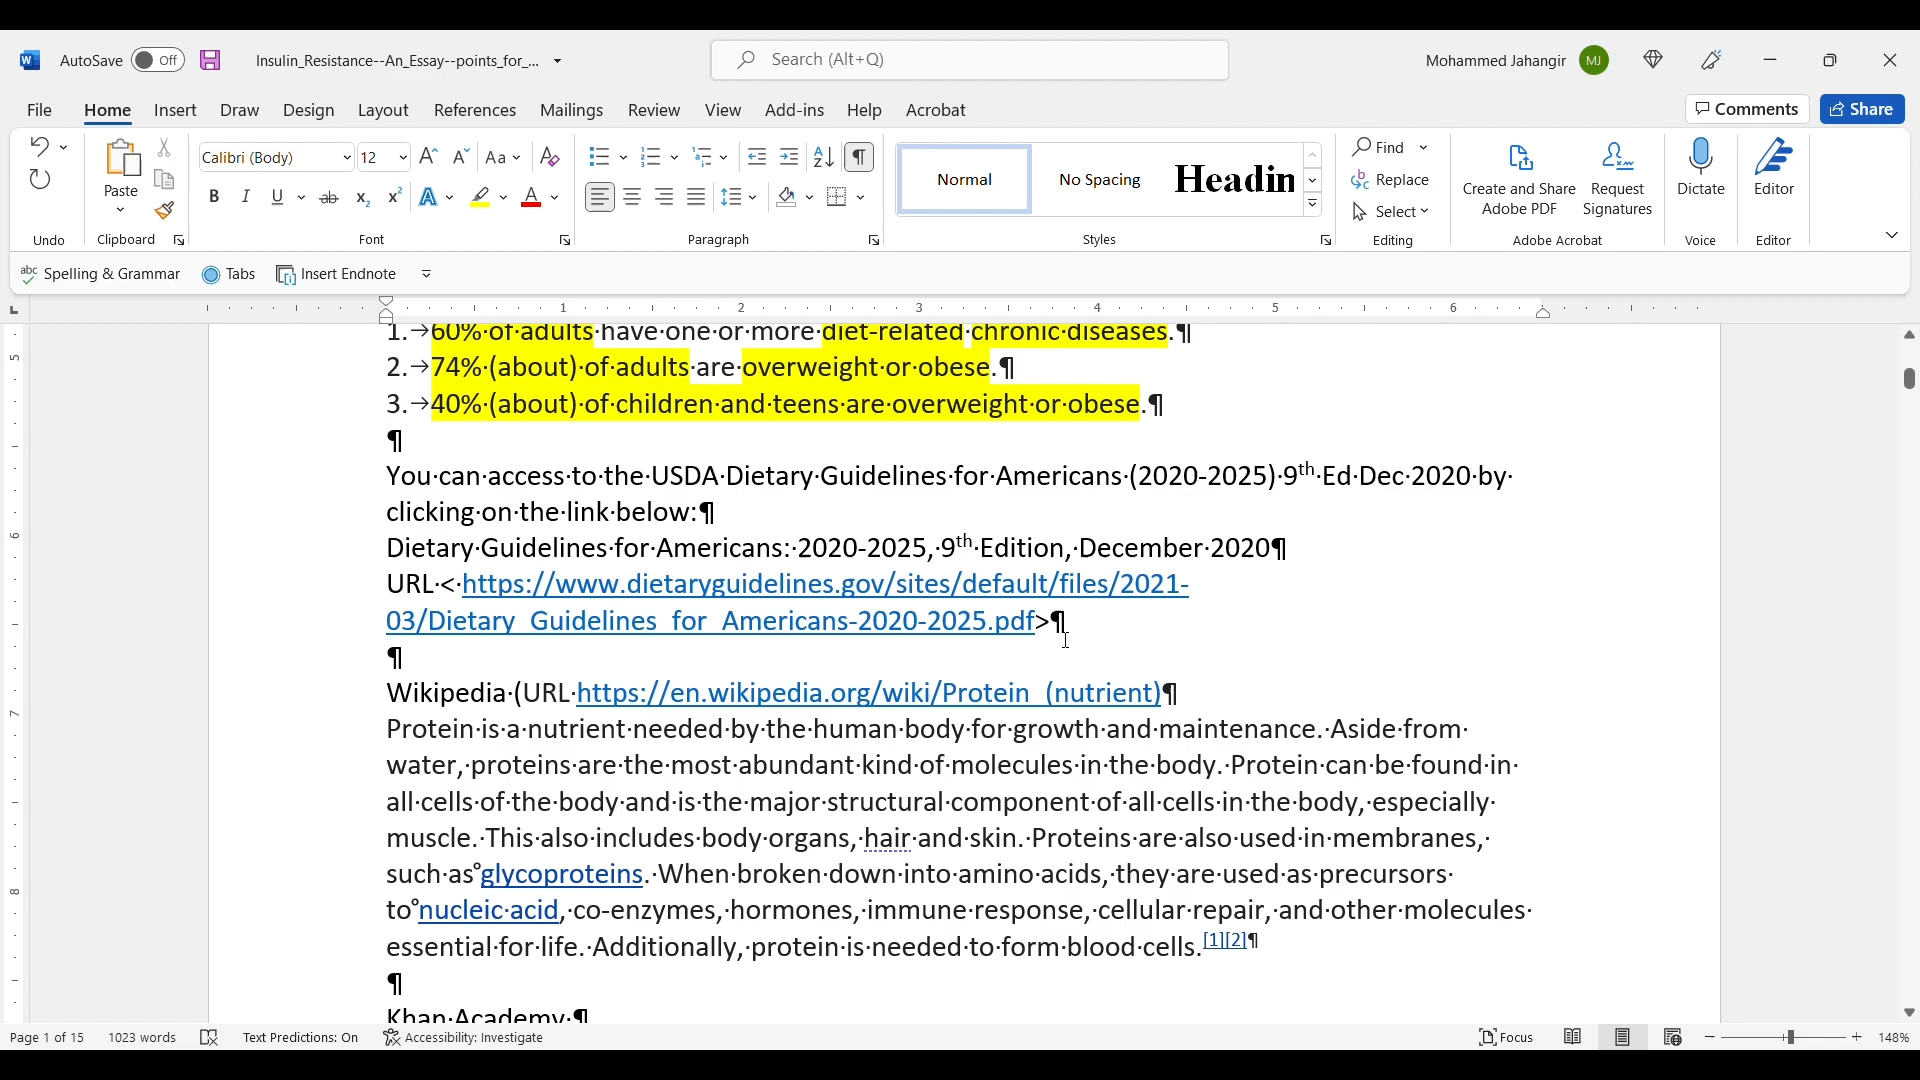 AutoSave Off Insulin_Resistance--An_Essay--points_for_... Search (Alt+Q) Mohammed Jahangir MJ
File Home Insert Draw Design Layout References Mailings Review View Add-ins Help Acrobat Comments Share
Calibri (Body) 12 Aa Normal No Spacing Headin Find
Paste Replace Create and Share Request Dictate Editor
Select Adobe PDF Signatures
Undo Clipboard Font Paragraph Styles Editing Adobe Acrobat Voice Editor
Spelling & Grammar Tabs Insert Endnote
1 2 3 4 5 6
1.→60%·of·adults·have·one·or·more·diet-related·chronic·diseases.¶
2.→74%·(about)·of·adults·are·overweight·or·obese.¶
3.→40%·(about)·of·children·and·teens·are·overweight·or·obese.¶
¶
You·can·access·to·the·USDA·Dietary·Guidelines·for·Americans·(2020-2025)·9th·Ed·Dec·2020·by·
clicking·on·the·link·below:¶
Dietary·Guidelines·for·Americans:·2020-2025,·9th·Edition,·December·2020¶
URL·<·https://www.dietaryguidelines.gov/sites/default/files/2021-
03/Dietary_Guidelines_for_Americans-2020-2025.pdf>¶
¶
Wikipedia·(URL·https://en.wikipedia.org/wiki/Protein_(nutrient)¶
Protein·is·a·nutrient·needed·by·the·human·body·for·growth·and·maintenance.·Aside·from·
water,·proteins·are·the·most·abundant·kind·of·molecules·in·the·body.·Protein·can·be·found·in·
all·cells·of·the·body·and·is·the·major·structural·component·of·all·cells·in·the·body,·especially·
muscle.·This·also·includes·body·organs,·hair·and·skin.·Proteins·are·also·used·in·membranes,·
such·as°glycoproteins.·When·broken·down·into·amino·acids,·they·are·used·as·precursors·
to°nucleic·acid,·co-enzymes,·hormones,·immune·response,·cellular·repair,·and·other·molecules·
essential·for·life.·Additionally,·protein·is·needed·to·form·blood·cells.[1][2]¶
¶
Khan·Academy·¶
Page 1 of 15 1023 words Text Predictions: On Accessibility: Investigate Focus 148%